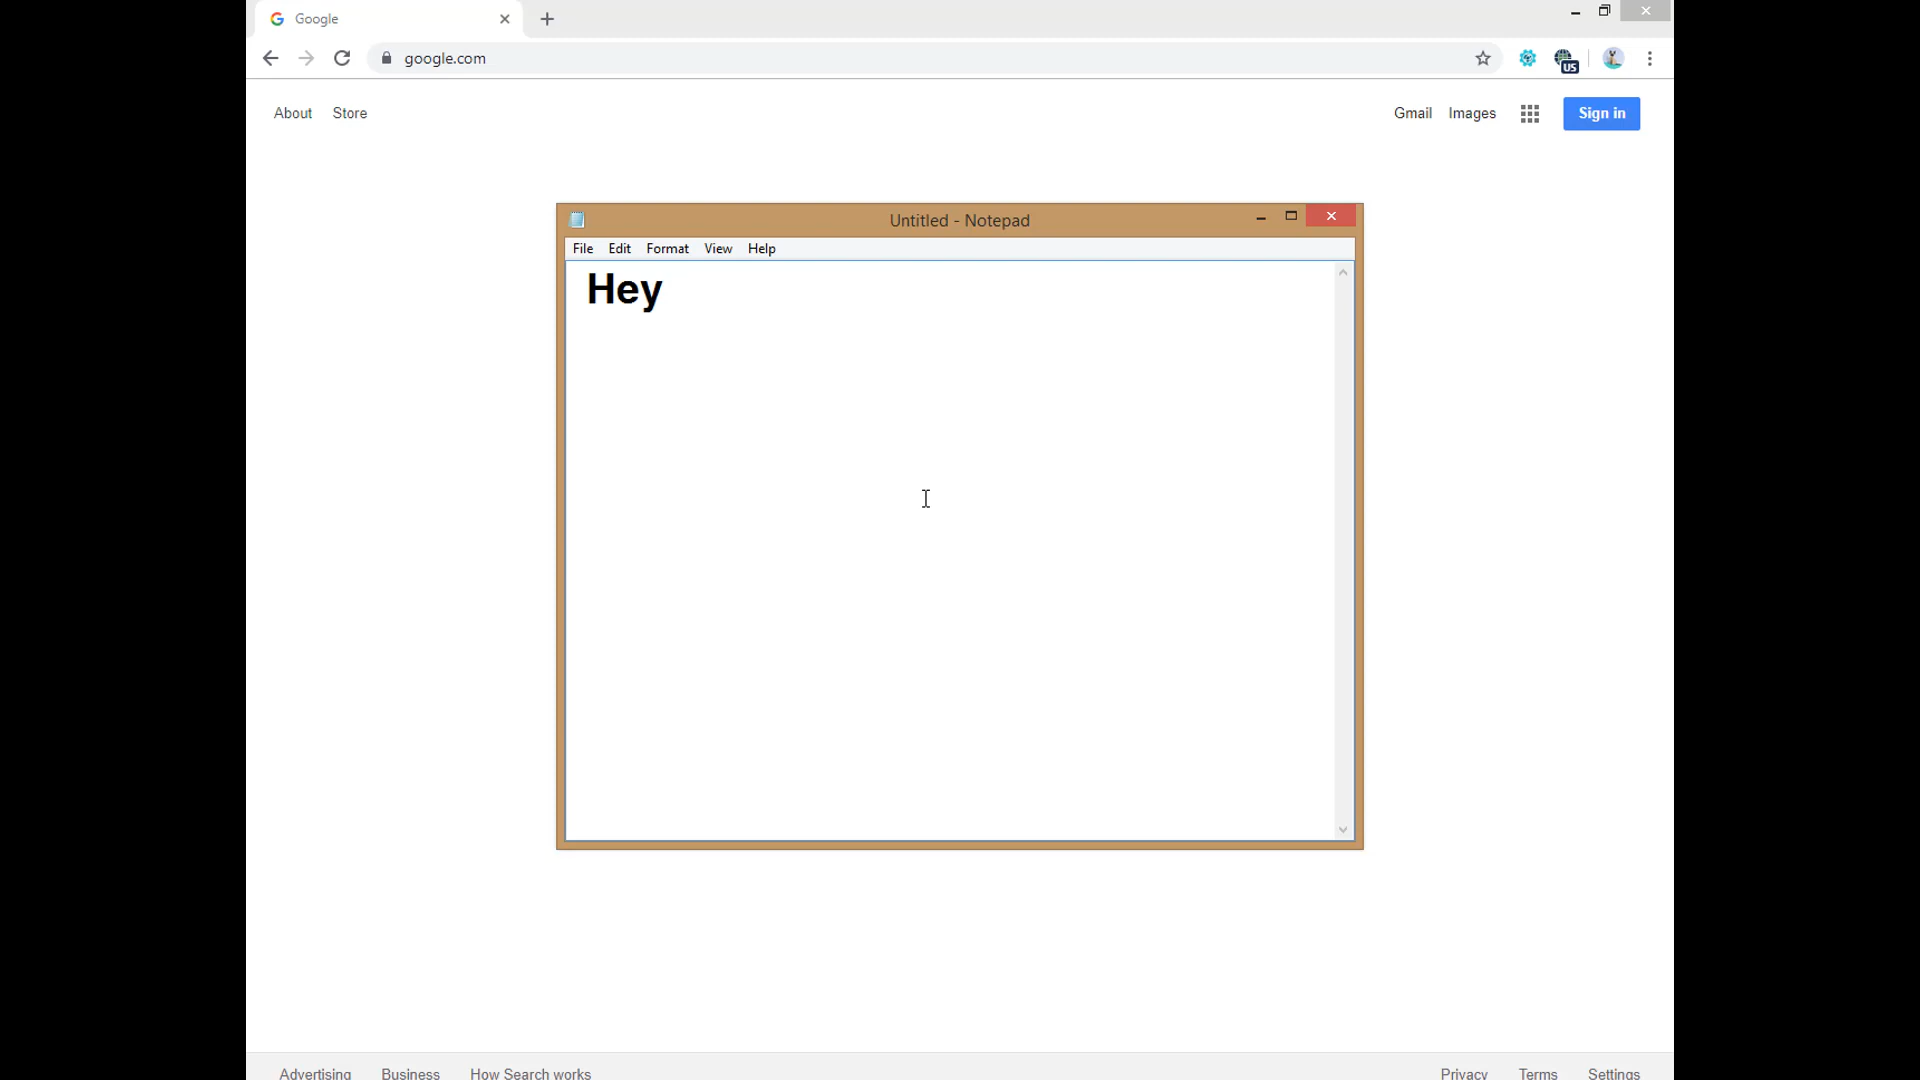 Google
google.com
US
About Store
Gmail Images Sign in
Untitled - Notepad
File Edit Format View Help
Hey
Advertising Business How Search works
Privacy Terms Settings